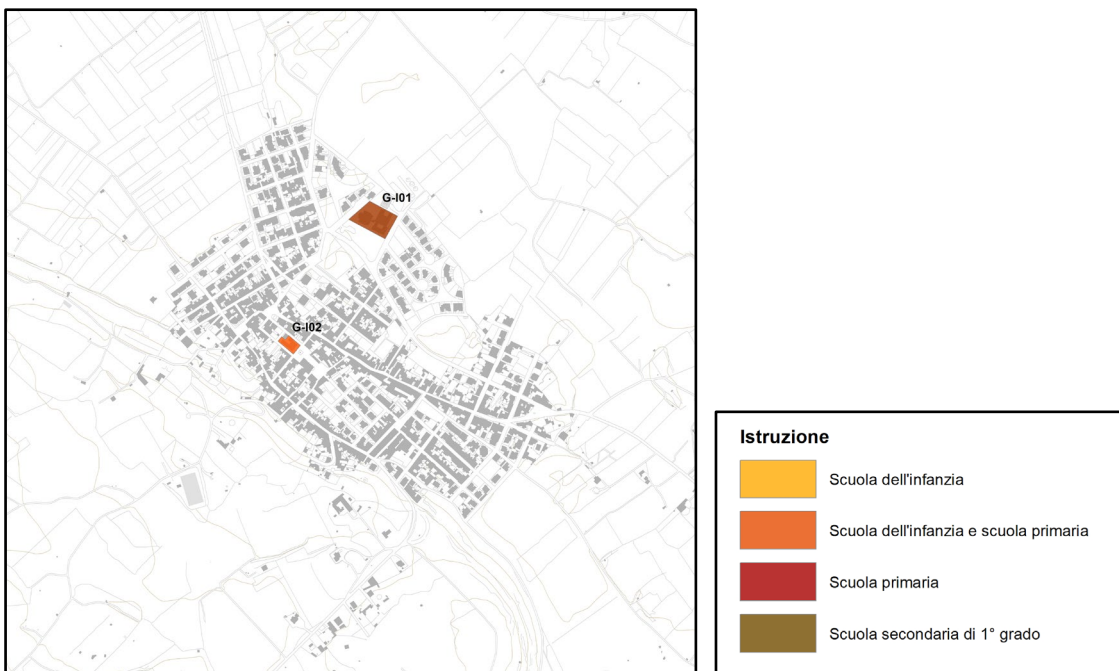 G-I01
G-I02
Istruzione
Scuola dell'infanzia
Scuola dell'infanzia e scuola primaria
Scuola primaria
Scuola secondaria di 1° grado